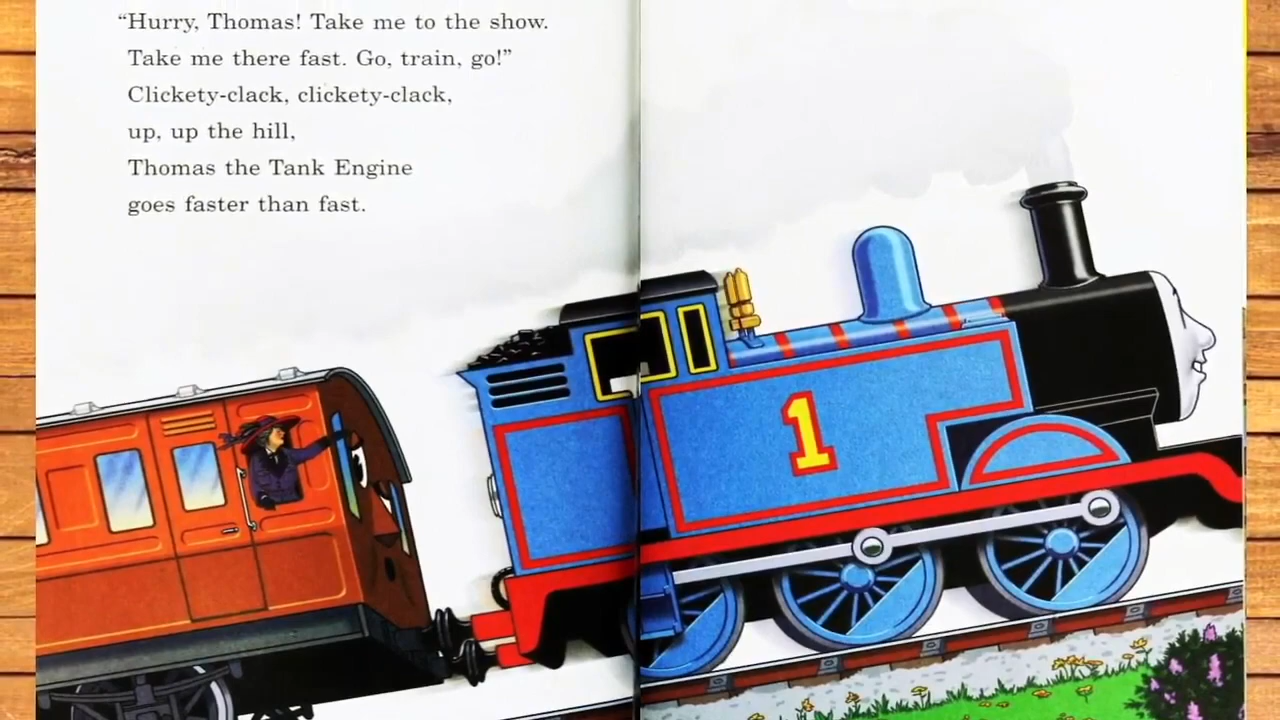 “Hurry, Thomas! Take me to the show.
Take me there fast. Go, train, go!”
Clickety-clack, clickety-clack,
up, up the hill,
Thomas the Tank Engine
goes faster than fast.
1